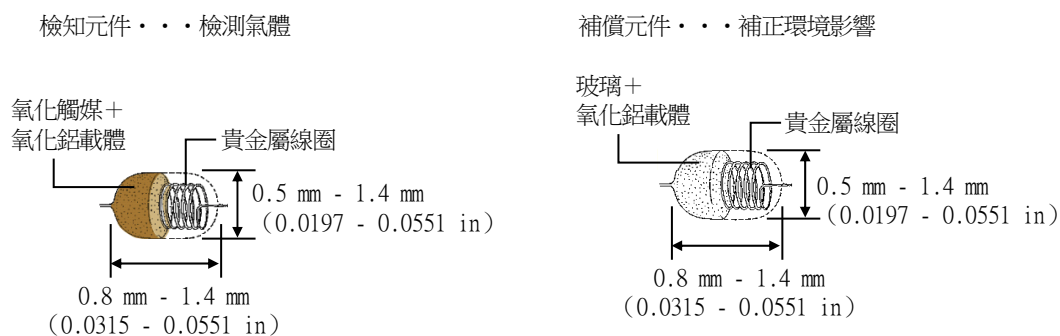 檢知元件・・・檢測氣體
氧化觸媒＋
氧化鋁載體
貴金屬線圈
0.5 mm - 1.4 mm
(0.0197 - 0.0551 in)
0.8 mm - 1.4 mm
(0.0315 - 0.0551 in)
補償元件・・・補正環境影響
玻璃＋
氧化鋁載體
貴金屬線圈
0.5 mm - 1.4 mm
(0.0197 - 0.0551 in)
0.8 mm - 1.4 mm
(0.0315 - 0.0551 in)